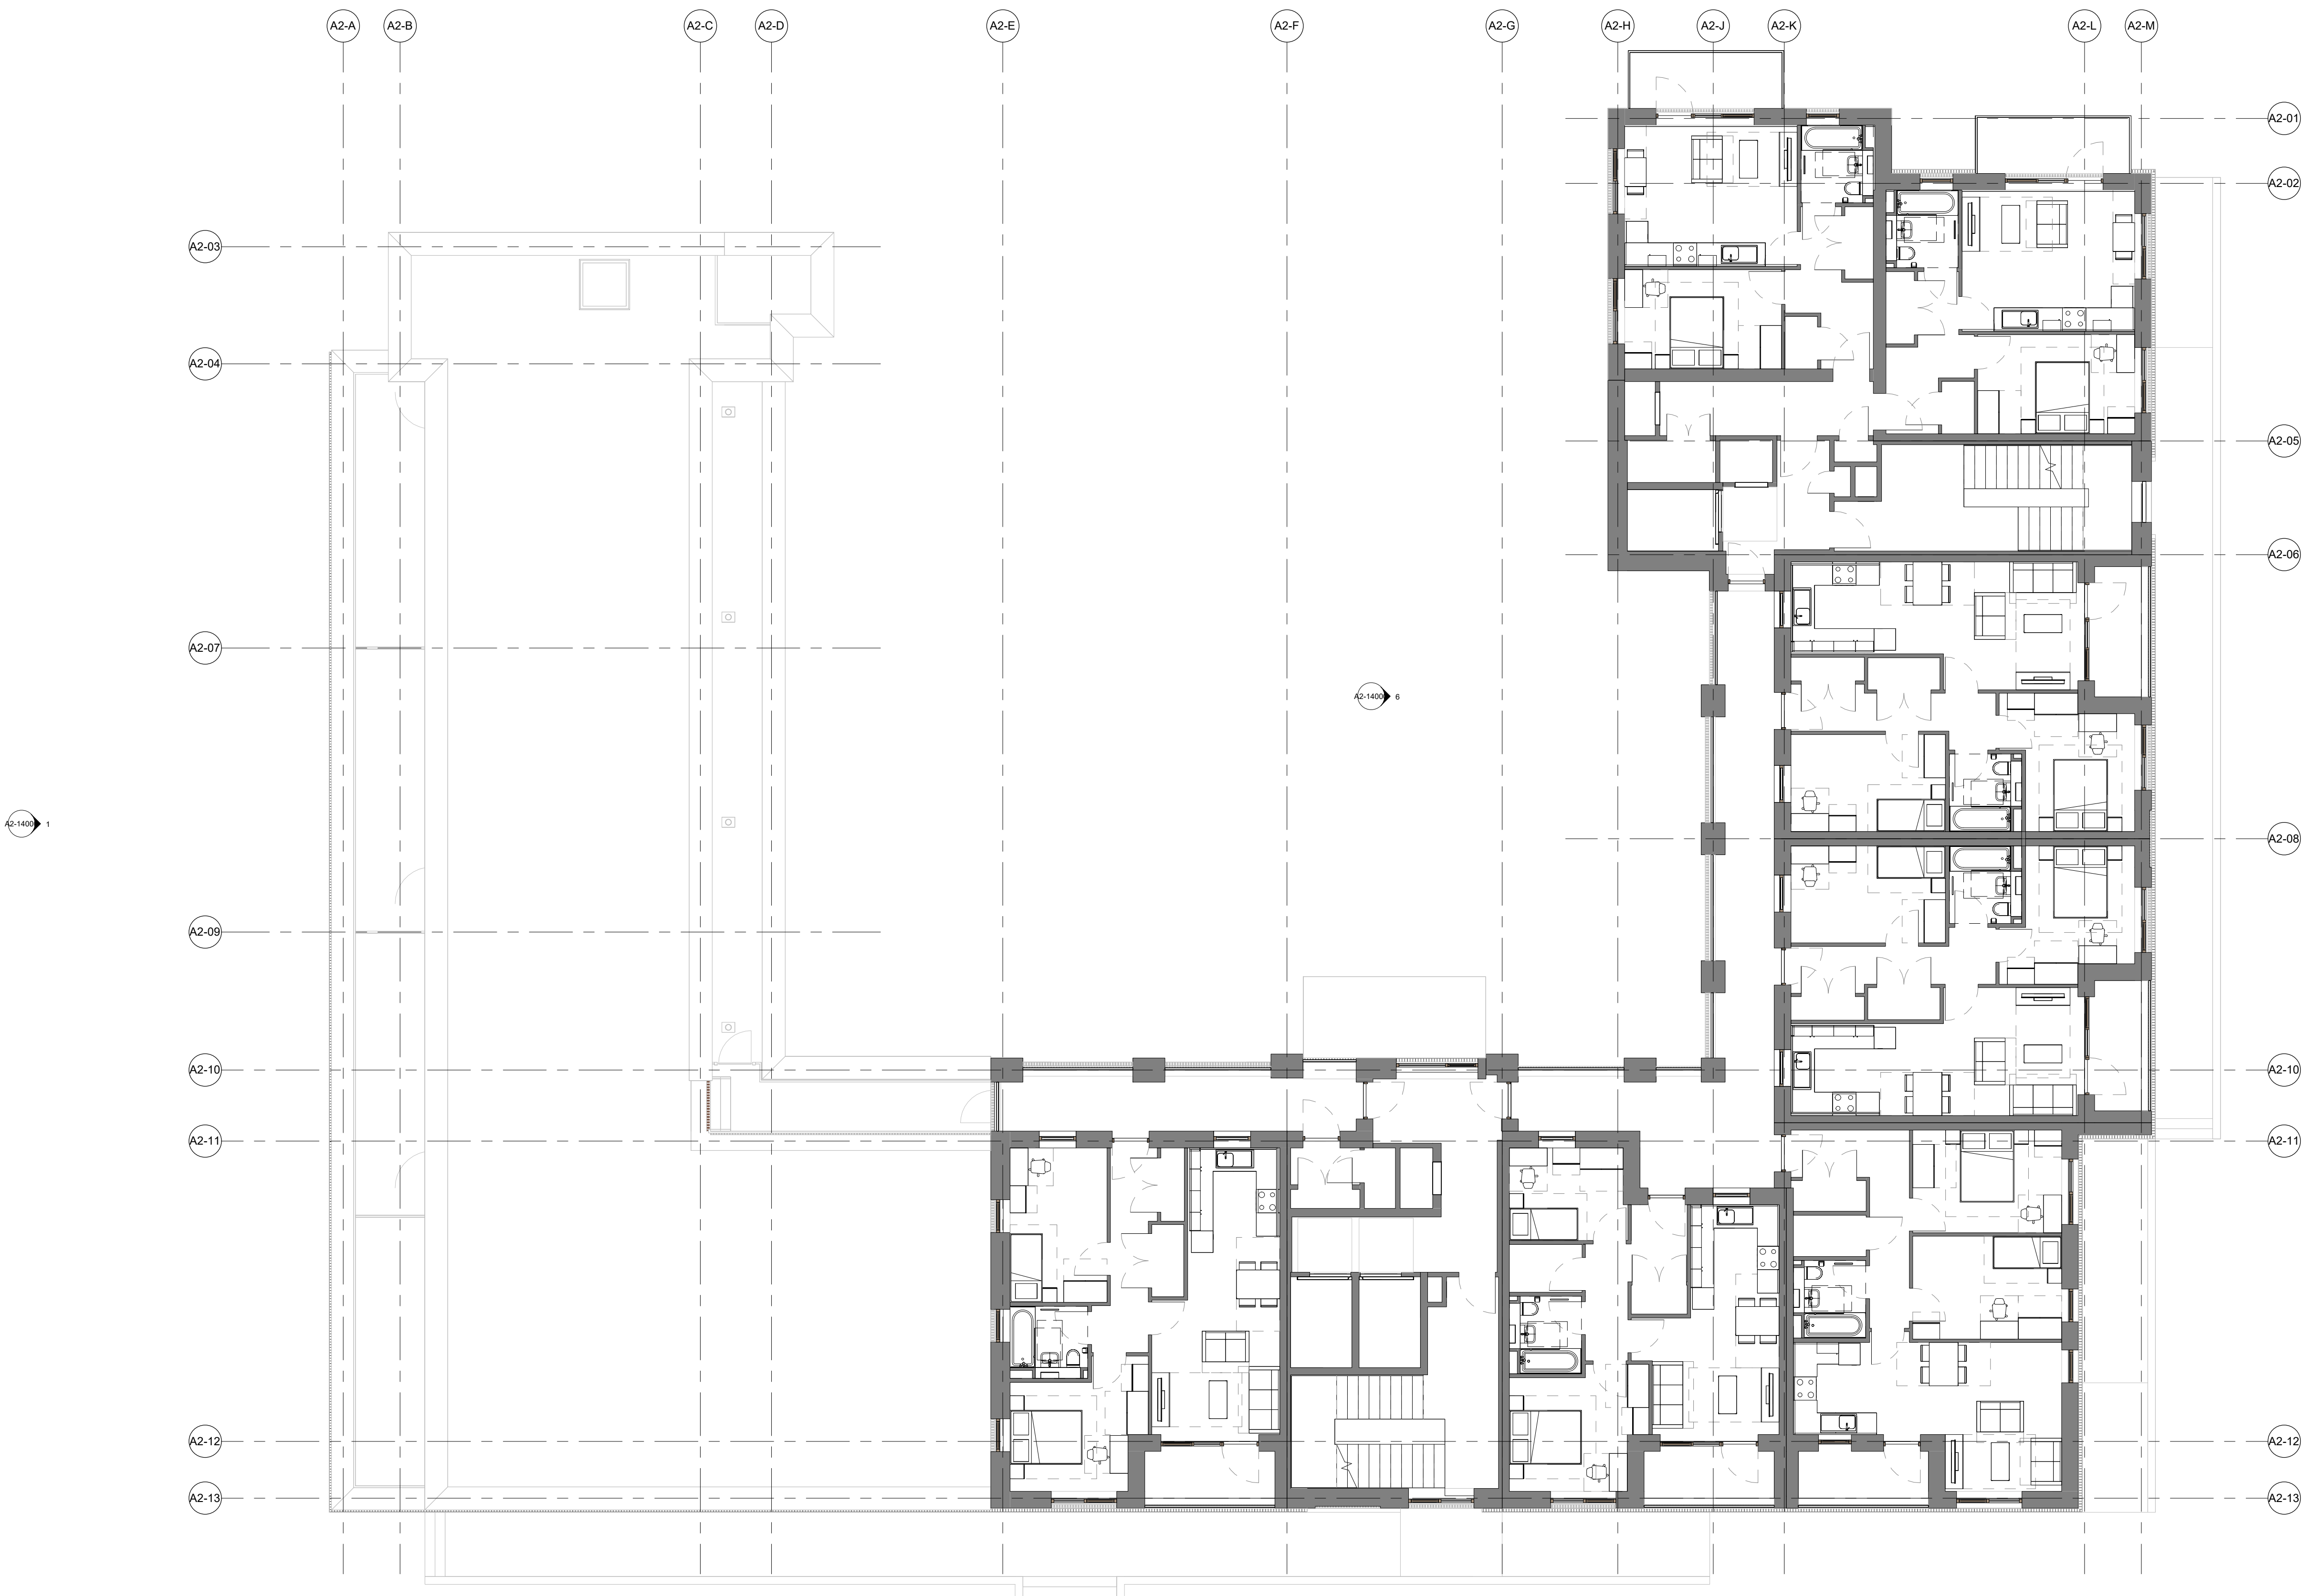 A2-A A2-B A2-C A2-D A2-E A2-F A2-G A2-H A2-J A2-K A2-L A2-M
A2-01
A2-02
A2-03
A2-04
A2-05
A2-06
A2-07
A2-1400 6
A2-1400 1
A2-08
A2-09
A2-10 A2-10
A2-11 A2-11
A2-12 A2-12
A2-13 A2-13